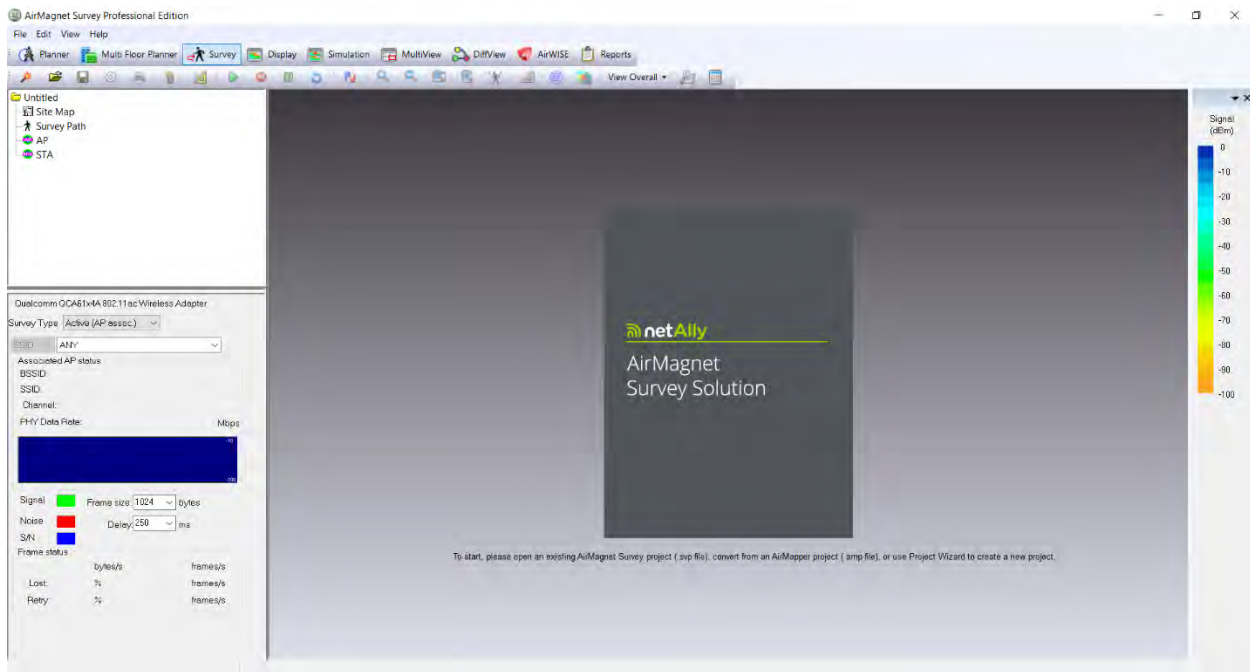 AirMagnet Survey Professional Edition
File Edit View Help
Planner Multi Floor Planner Survey Display Simulation MultiView DiffView AirWISE Reports
View Overall
Untitled
Site Map
Survey Path
AP
STA
Qualcomm QCA61x4A 802.11ac Wireless Adapter
Survey Type Active (AP assoc.)
SSID ANY
Associated AP status
BSSID:
SSID:
Channel:
PHY Data Rate: Mbps
-10
-100
Signal Frame size: 1024 bytes
Noise Delay: 250 ms
S/N
Frame status
bytes/s frames/s
Lost: % frames/s
Retry: % frames/s
netAlly
AirMagnet
Survey Solution
To start, please open an existing AirMagnet Survey project (.svp file), convert from an AirMapper project (.amp file), or use Project Wizard to create a new project.
Signal
(dBm)
0
-10
-20
-30
-40
-50
-60
-70
-80
-90
-100